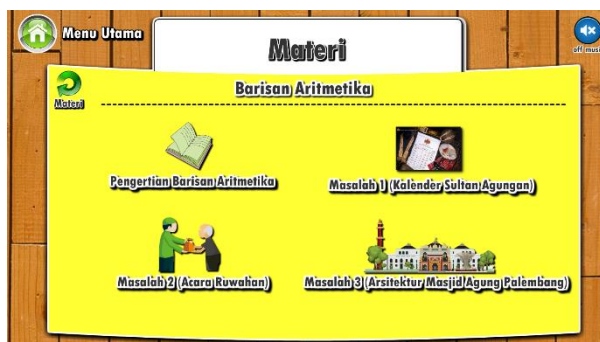 Menu Utama
Materi
off music
Barisan Aritmetika
Materi
Pengertian Barisan Aritmetika
Masalah 1 (Kalender Sultan Agungan)
Masalah 2 (Acara Ruwahan)
Masalah 3 (Arsitektur Masjid Agung Palembang)